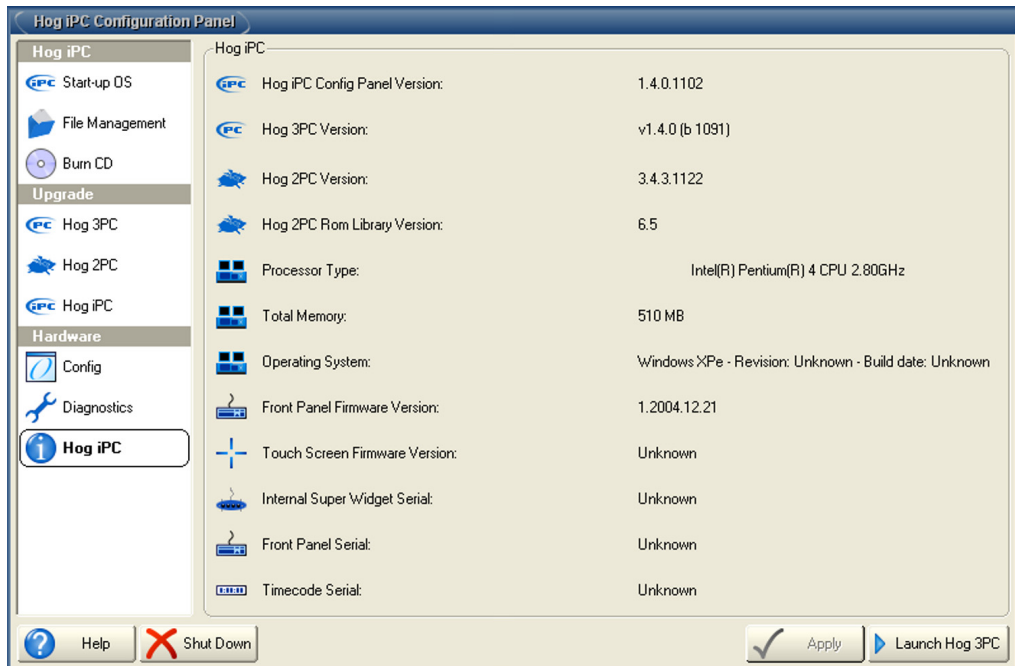 Hog iPC Configuration Panel
Hog iPC
iPC Start-up OS
File Management
Burn CD
Upgrade
PC Hog 3PC
Hog 2PC
iPC Hog iPC
Hardware
Config
Diagnostics
Hog iPC
Hog iPC
iPC Hog iPC Config Panel Version: 1.4.0.1102
PC Hog 3PC Version: v1.4.0 (b 1091)
Hog 2PC Version: 3.4.3.1122
Hog 2PC Rom Library Version: 6.5
Processor Type: Intel(R) Pentium(R) 4 CPU 2.80GHz
Total Memory: 510 MB
Operating System: Windows XPe - Revision: Unknown - Build date: Unknown
Front Panel Firmware Version: 1.2004.12.21
Touch Screen Firmware Version: Unknown
Internal Super Widget Serial: Unknown
Front Panel Serial: Unknown
Timecode Serial: Unknown
Help Shut Down Apply Launch Hog 3PC